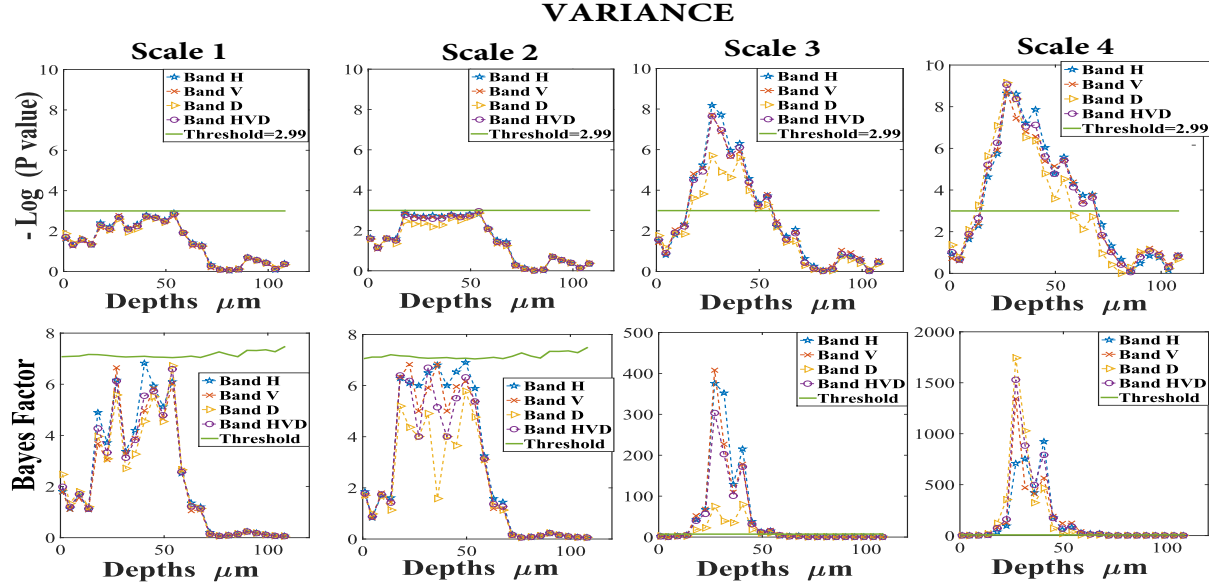 VARIANCE
Scale 1
Scale 2
Scale 3
Scale 4
- Log (P value)
10
8
6
4
2
0
0
50
100
Band H
Band V
Band D
Band HVD
Threshold=2.99
Depths μm
10
8
6
4
2
0
0
50
100
Band H
Band V
Band D
Band HVD
Threshold=2.99
Depths μm
10
8
6
4
2
0
0
50
100
Band H
Band V
Band D
Band HVD
Threshold=2.99
Depths μm
10
8
6
4
2
0
0
50
100
Band H
Band V
Band D
Band HVD
Threshold=2.99
Depths μm
Bayes Factor
8
6
4
2
0
0
50
100
Band H
Band V
Band D
Band HVD
Threshold
Depths μm
8
6
4
2
0
0
50
100
Band H
Band V
Band D
Band HVD
Threshold
Depths μm
500
400
300
200
100
0
0
50
100
Band H
Band V
Band D
Band HVD
Threshold
Depths μm
2000
1500
1000
500
0
0
50
100
Band H
Band V
Band D
Band HVD
Threshold
Depths μm